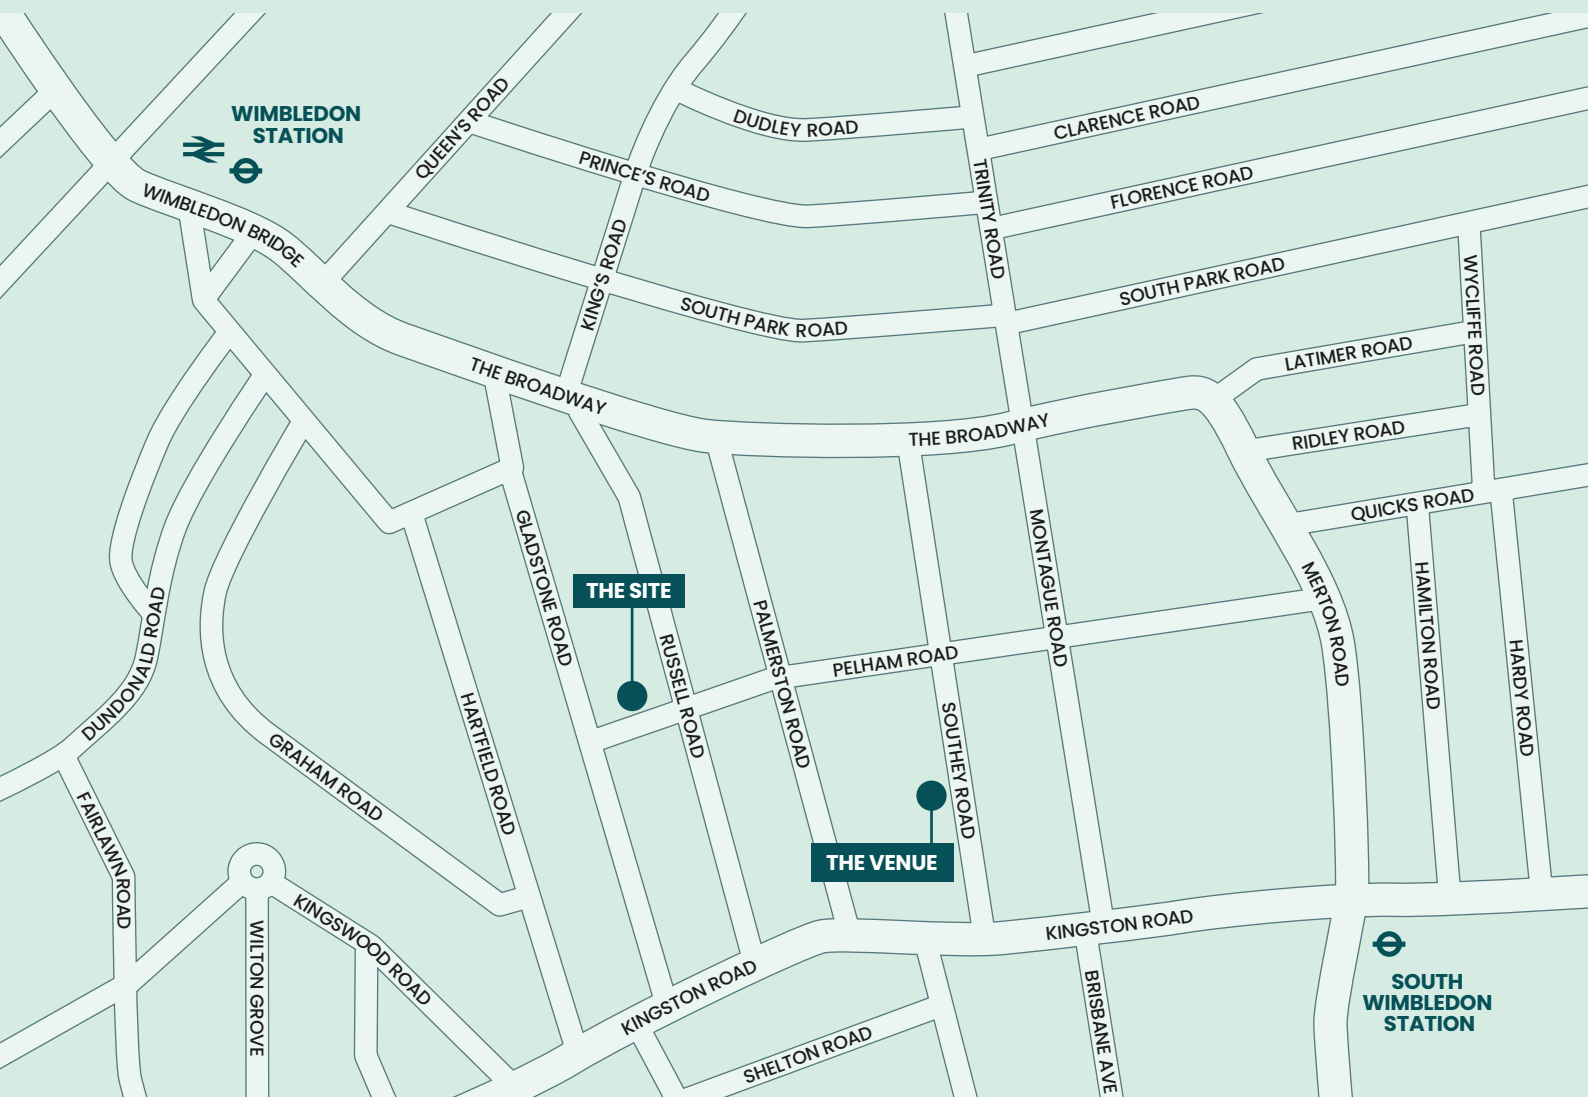 WIMBLEDON
STATION
QUEEN'S ROAD
DUDLEY ROAD
CLARENCE ROAD
PRINCE'S ROAD
TRINITY ROAD
FLORENCE ROAD
WIMBLEDON BRIDGE
KING'S ROAD
SOUTH PARK ROAD
SOUTH PARK ROAD
WYCLIFFE ROAD
LATIMER ROAD
THE BROADWAY
THE BROADWAY
RIDLEY ROAD
QUICKS ROAD
GLADSTONE ROAD
MONTAGUE ROAD
THE SITE
MERTON ROAD
HAMILTON ROAD
DUNDONALD ROAD
PALMERSTON ROAD
RUSSELL ROAD
PELHAM ROAD
HARDY ROAD
HARTFIELD ROAD
SOUTHEY ROAD
GRAHAM ROAD
FAIRLAWN ROAD
THE VENUE
KINGSWOOD ROAD
KINGSTON ROAD
WILTON GROVE
KINGSTON ROAD
BRISBANE AVE
SOUTH
WIMBLEDON
STATION
SHELTON ROAD